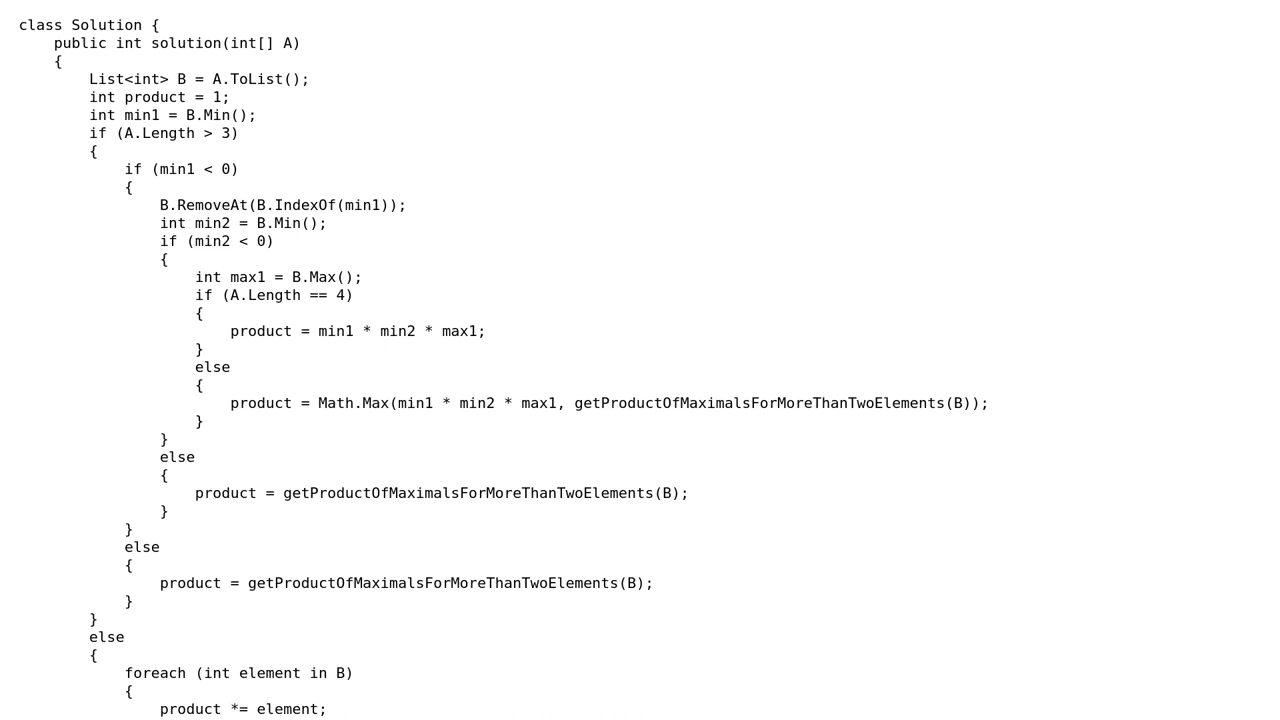 class Solution {
    public int solution(int[] A)
    {
        List<int> B = A.ToList();
        int product = 1;
        int min1 = B.Min();
        if (A.Length > 3)
        {
            if (min1 < 0)
            {
                B.RemoveAt(B.IndexOf(min1));
                int min2 = B.Min();
                if (min2 < 0)
                {
                    int max1 = B.Max();
                    if (A.Length == 4)
                    {
                        product = min1 * min2 * max1;
                    }
                    else
                    {
                        product = Math.Max(min1 * min2 * max1, getProductOfMaximalsForMoreThanTwoElements(B));
                    }
                }
                else
                {
                    product = getProductOfMaximalsForMoreThanTwoElements(B);
                }
            }
            else
            {
                product = getProductOfMaximalsForMoreThanTwoElements(B);
            }
        }
        else
        {
            foreach (int element in B)
            {
                product *= element;